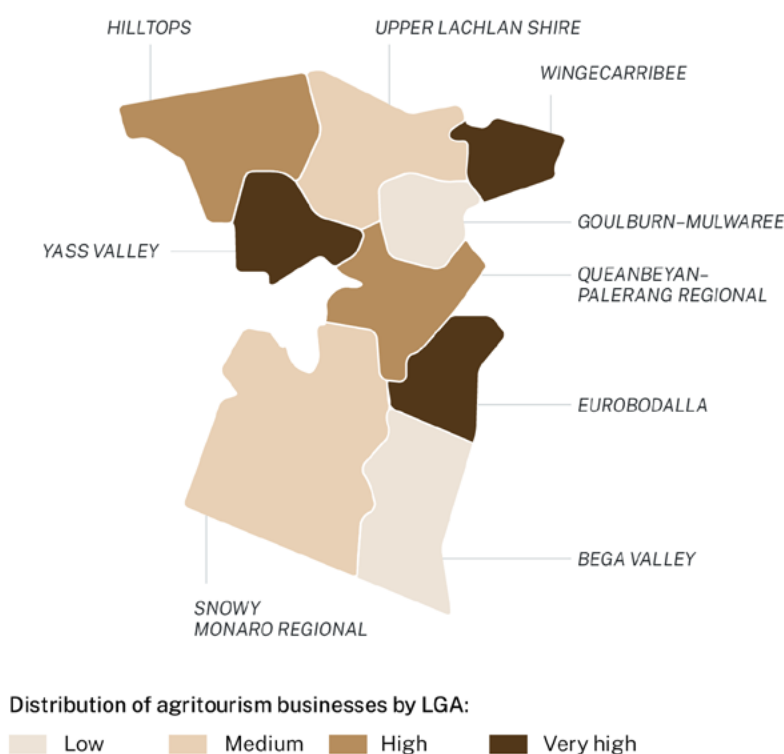 HILLTOPS
UPPER LACHLAN SHIRE
WINGECARRIBEE
GOULBURN–MULWAREE
YASS VALLEY
QUEANBEYAN–
PALERANG REGIONAL
EUROBODALLA
BEGA VALLEY
SNOWY
MONARO REGIONAL
Distribution of agritourism businesses by LGA:
Low
Medium
High
Very high